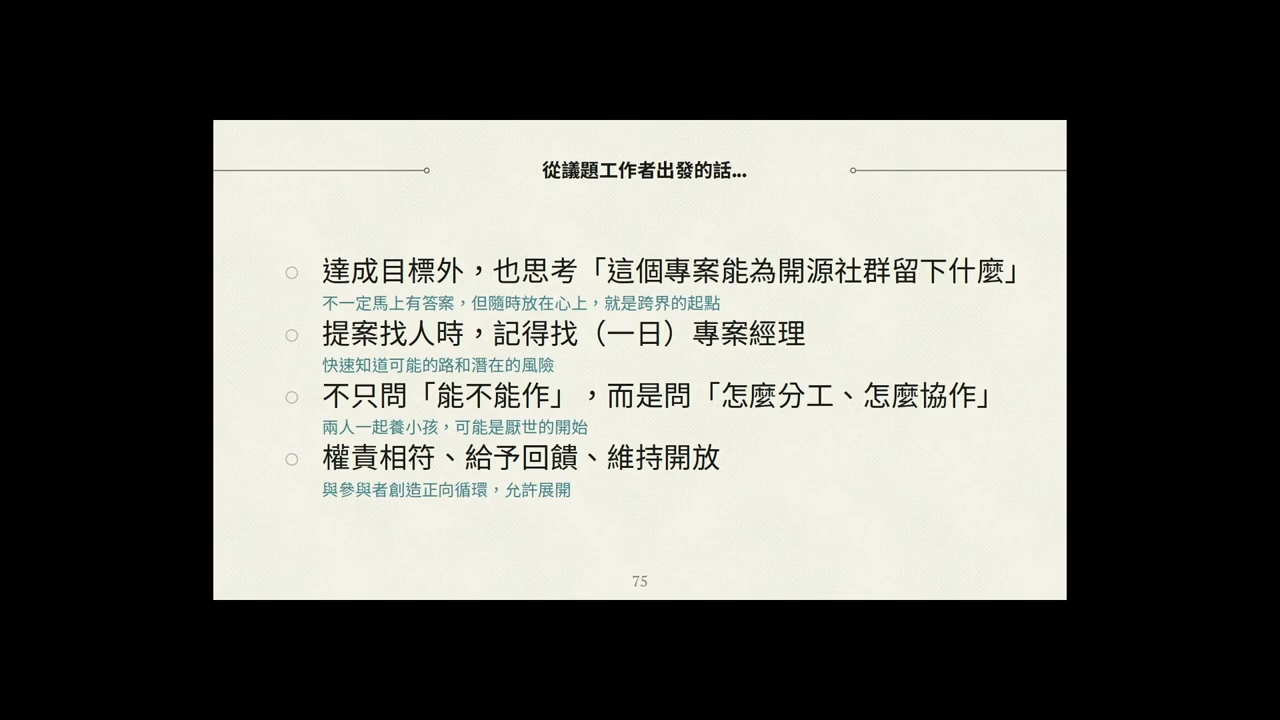 從議題工作者出發的話...
達成目標外，也思考「這個專案能為開源社群留下什麼」
不一定馬上有答案，但隨時放在心上，就是跨界的起點
提案找人時，記得找（一日）專案經理
快速知道可能的路和潛在的風險
不只問「能不能作」，而是問「怎麼分工、怎麼協作」
兩人一起養小孩，可能是厭世的開始
權責相符、給予回饋、維持開放
與參與者創造正向循環，允許展開
75